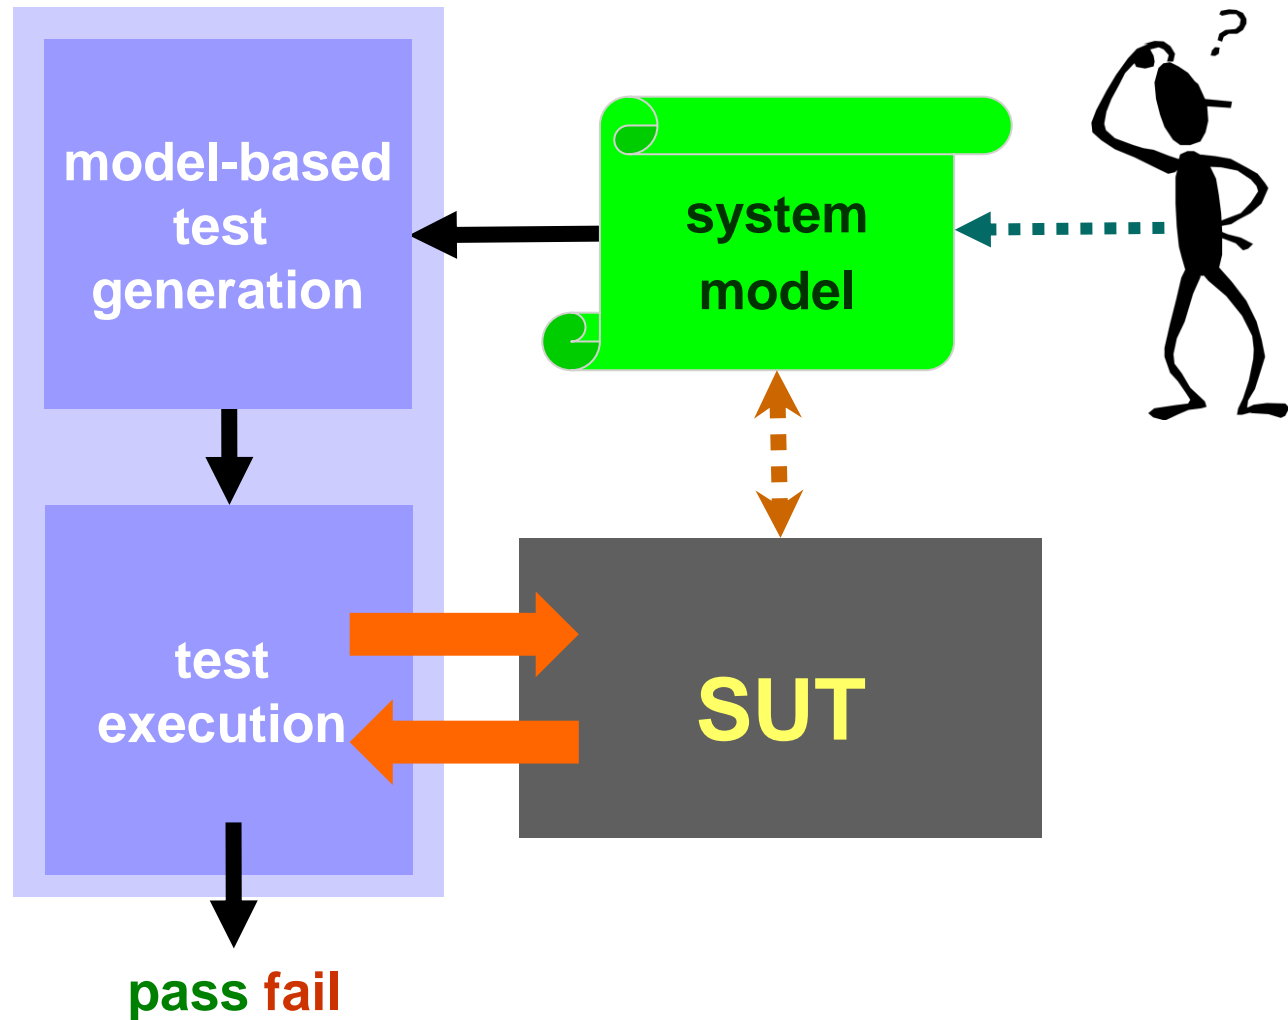 model-based
test
generation
system
model
?
test
execution
SUT
pass fail